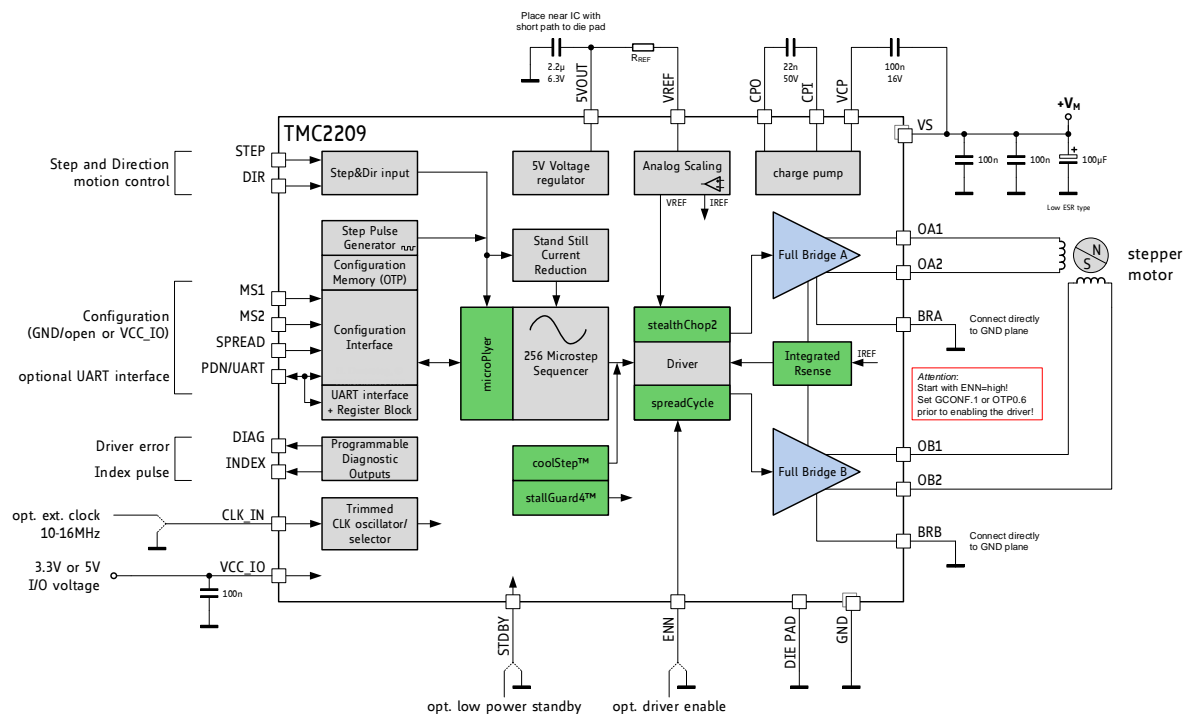 Place near IC with
short path to die pad
2.2µ
6.3V
RREF
22n
50V
100n
16V
5VOUT
VREF
CPO
CPI
VCP
+VM
VS
100n
100n
100µF
+
Low ESR type
TMC2209
Step and Direction
motion control
STEP
DIR
Step&Dir input
5V Voltage
regulator
Analog Scaling
VREF
IREF
charge pump
Step Pulse
Generator
Configuration
Memory (OTP)
Stand Still
Current
Reduction
Full Bridge A
OA1
OA2
N
S
stepper
motor
Configuration
(GND/open or VCC_IO)
optional UART interface
MS1
MS2
SPREAD
PDN/UART
Configuration
Interface
UART interface
+ Register Block
microPlyer
256 Microstep
Sequencer
stealthChop2
Driver
spreadCycle
Integrated
Rsense
IREF
BRA
Connect directly
to GND plane
Attention:
Start with ENN=high!
Set GCONF.1 or OTP0.6
prior to enabling the driver!
Driver error
Index pulse
DIAG
INDEX
Programmable
Diagnostic
Outputs
coolStep™
stallGuard4™
Full Bridge B
OB1
OB2
opt. ext. clock
10-16MHz
CLK_IN
Trimmed
CLK oscillator/
selector
BRB
Connect directly
to GND plane
3.3V or 5V
I/O voltage
VCC_IO
100n
STDBY
ENN
DIE PAD
GND
opt. low power standby
opt. driver enable